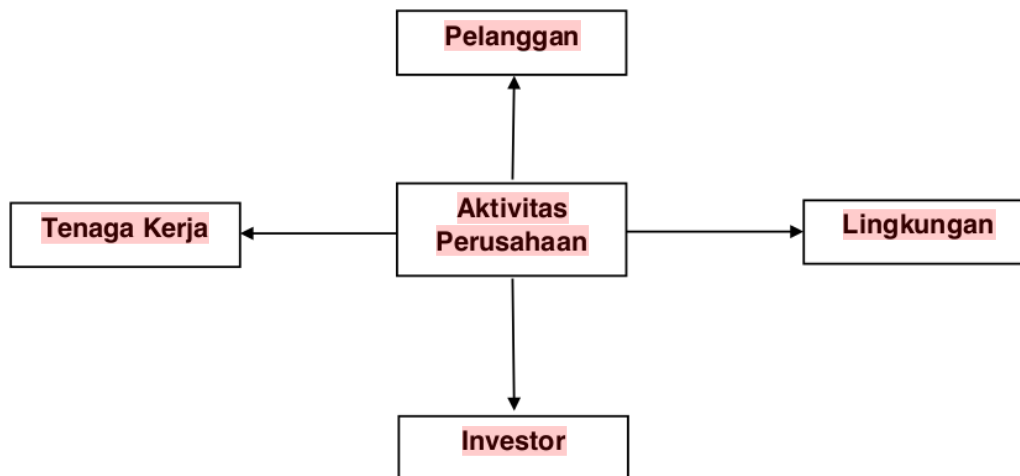 Pelanggan
Aktivitas
Perusahaan
Tenaga Kerja
Lingkungan
Investor